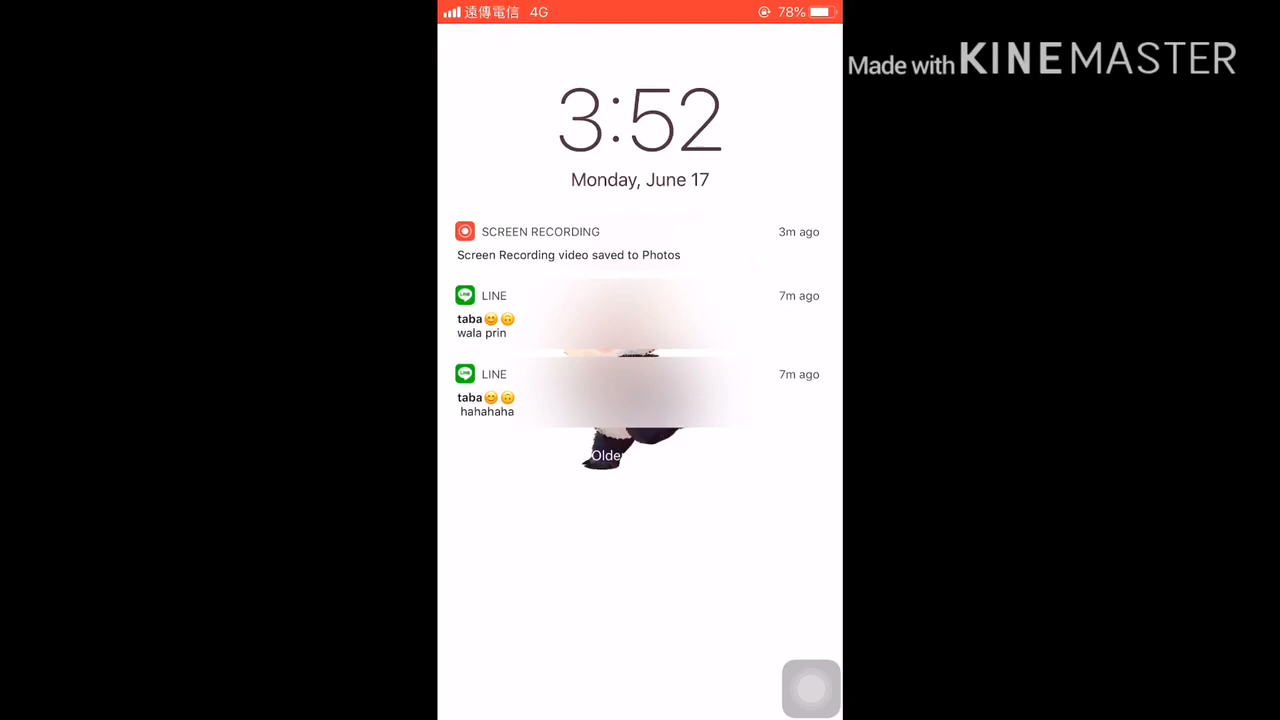 遠傳電信 4G 78%
Made with KINEMASTER
3:52
Monday, June 17
SCREEN RECORDING 3m ago
Screen Recording video saved to Photos
LINE 7m ago
taba😊🙃
wala prin
LINE 7m ago
taba😊🙃
hahahaha